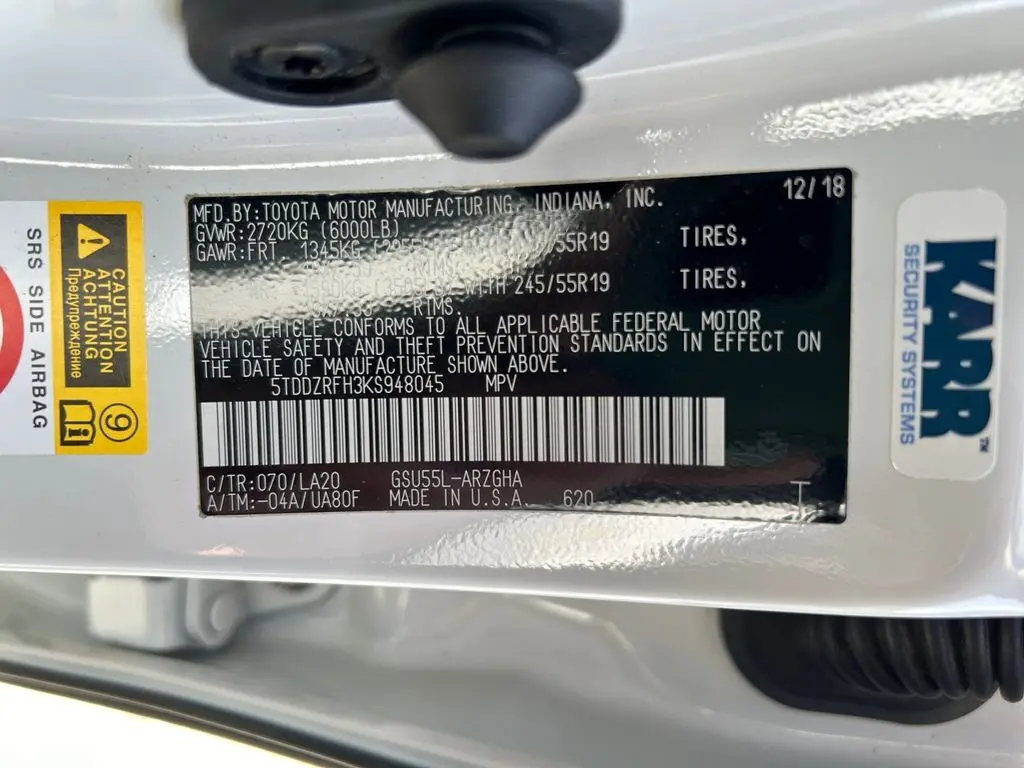 MFD.BY:TOYOTA MOTOR MANUFACTURING, INDIANA, INC. 12/18
GVWR:2720KG (6000LB)
GAWR:FRT. 1345KG 55R19 TIRES,
WITH 245/55R19 TIRES,
RIMS.
THIS VEHICLE CONFORMS TO ALL APPLICABLE FEDERAL MOTOR
VEHICLE SAFETY AND THEFT PREVENTION STANDARDS IN EFFECT ON
THE DATE OF MANUFACTURE SHOWN ABOVE.
5TDDZRFH3KS948045 MPV
C/TR:070/LA20 GSU55L-ARZGHA
A/TM:-04A/UA80F MADE IN U.S.A. 620
SRS SIDE AIRBAG
CAUTION
ATTENTION
ACHTUNG
Предупреждение
9
KARR™
SECURITY SYSTEMS